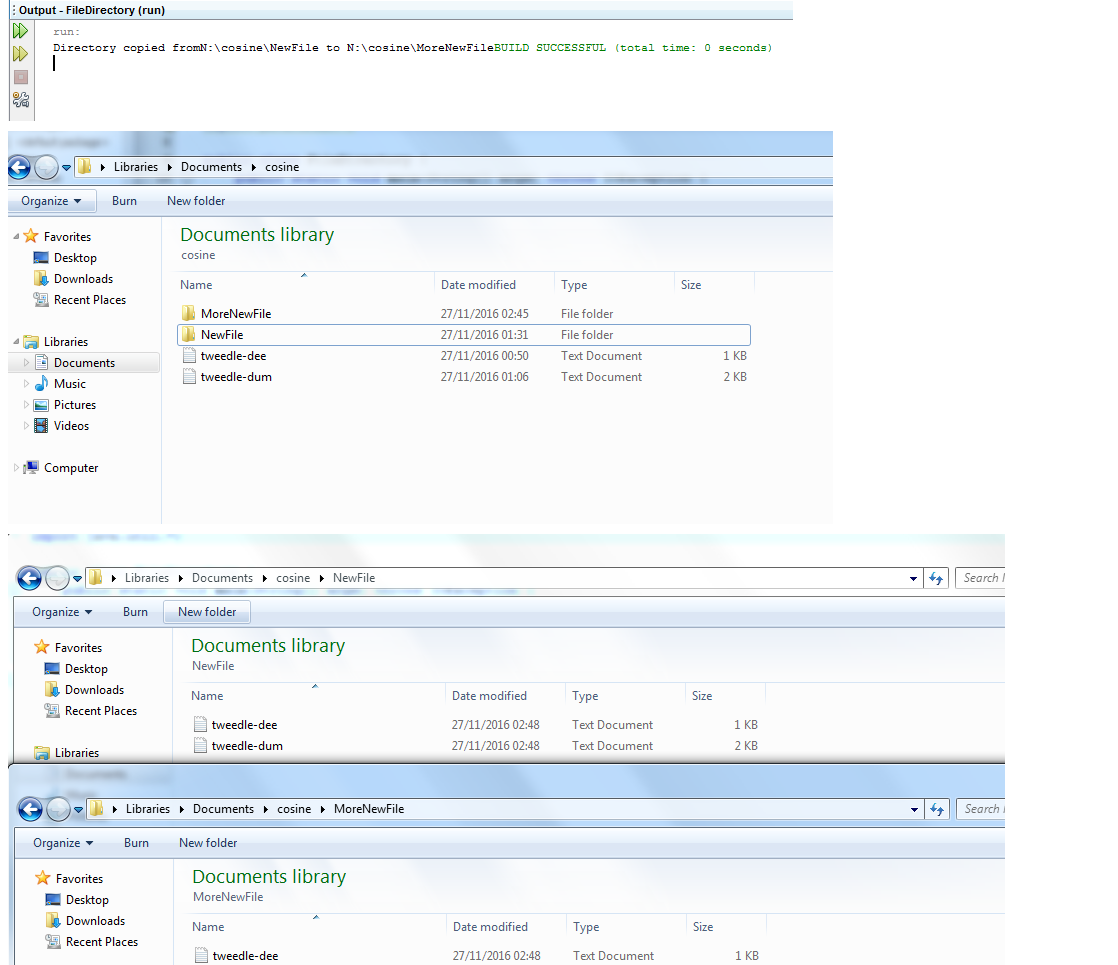 Output - FileDirectory (run)
run:
Directory copied fromN:\cosine\NewFile to N:\cosine\MoreNewFileBUILD SUCCESSFUL (total time: 0 seconds)
Libraries Documents cosine
Organize Burn New folder
Favorites
Desktop
Downloads
Recent Places
Libraries
Documents
Music
Pictures
Videos
Computer
Documents library
cosine
Name Date modified Type Size
MoreNewFile 27/11/2016 02:45 File folder
NewFile 27/11/2016 01:31 File folder
tweedle-dee 27/11/2016 00:50 Text Document 1 KB
tweedle-dum 27/11/2016 01:06 Text Document 2 KB
Libraries Documents cosine NewFile Search
Organize Burn New folder
Favorites
Desktop
Downloads
Recent Places
Libraries
Documents library
NewFile
Name Date modified Type Size
tweedle-dee 27/11/2016 02:48 Text Document 1 KB
tweedle-dum 27/11/2016 02:48 Text Document 2 KB
Libraries Documents cosine MoreNewFile Search
Organize Burn New folder
Favorites
Desktop
Downloads
Recent Places
Documents library
MoreNewFile
Name Date modified Type Size
tweedle-dee 27/11/2016 02:48 Text Document 1 KB